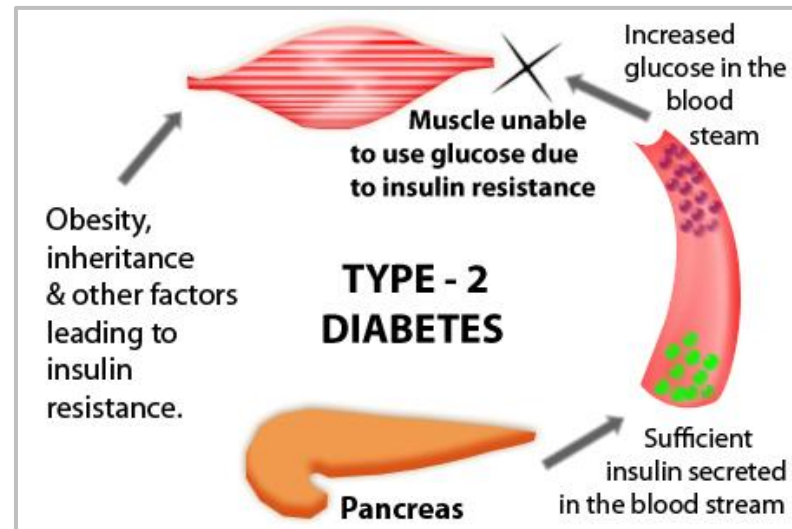 Increased
glucose in the
blood
steam
Muscle unable
to use glucose due
to insulin resistance
Obesity,
inheritance
& other factors
leading to
insulin
resistance.
TYPE - 2
DIABETES
Pancreas
Sufficient
insulin secreted
in the blood stream